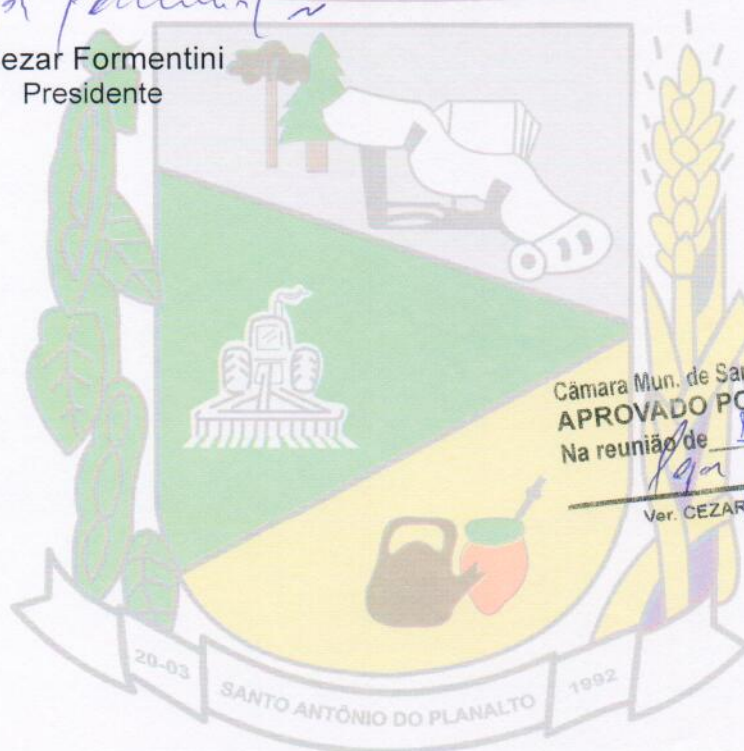 ezar Formentini
Presidente
Câmara Mun. de Sa
APROVADO PO
Na reunião de
Ver. CEZAR
20-03 SANTO ANTÔNIO DO PLANALTO 1992